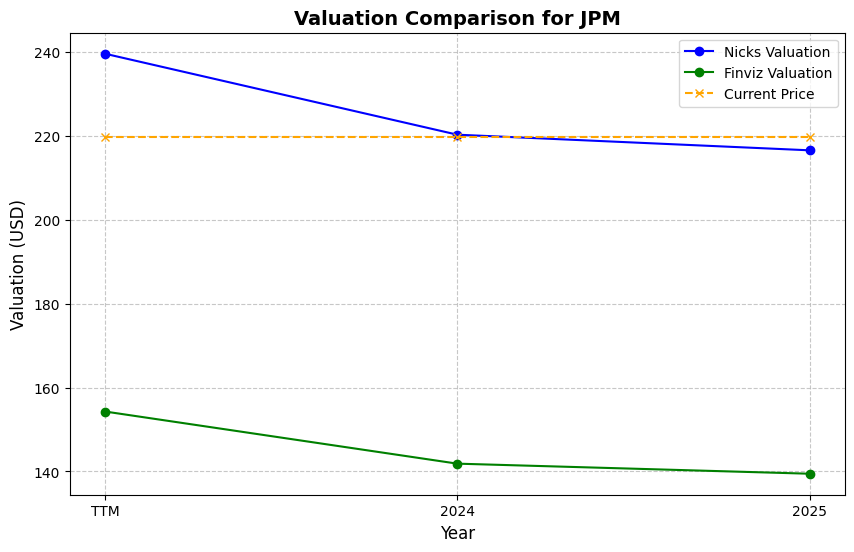 Valuation Comparison for JPM
Nicks Valuation
Finviz Valuation
Current Price
Valuation (USD)
240
220
200
180
160
140
TTM
2024
2025
Year